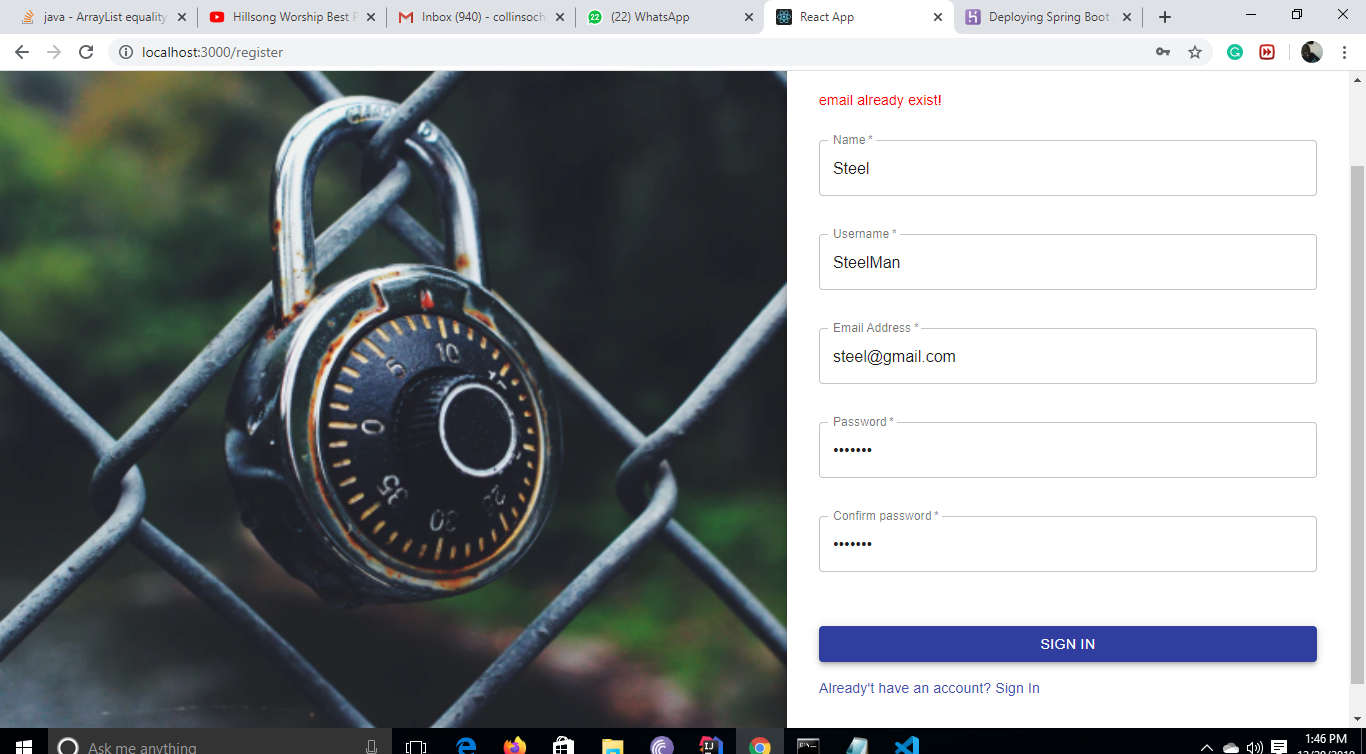 java - ArrayList equality
Hillsong Worship Best P
Inbox (940) - collinsoch
(22) WhatsApp
React App
Deploying Spring Boot
localhost:3000/register
email already exist!
Name *
Steel
Username *
SteelMan
Email Address *
steel@gmail.com
Password *
•••••••
Confirm password *
•••••••
SIGN IN
Already't have an account? Sign In
0
5
10
25
30
35
Ask me anything
1:46 PM